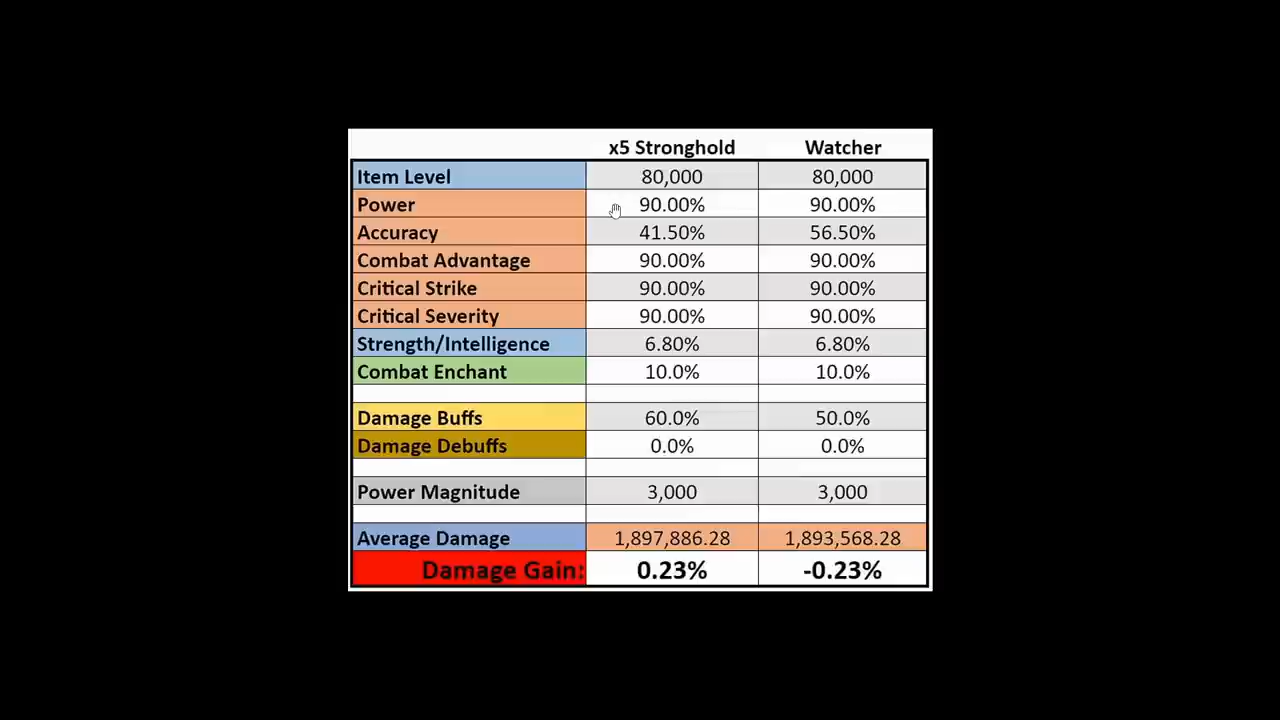 x5 Stronghold Watcher
Item Level 80,000 80,000
Power 90.00% 90.00%
Accuracy 41.50% 56.50%
Combat Advantage 90.00% 90.00%
Critical Strike 90.00% 90.00%
Critical Severity 90.00% 90.00%
Strength/Intelligence 6.80% 6.80%
Combat Enchant 10.0% 10.0%
Damage Buffs 60.0% 50.0%
Damage Debuffs 0.0% 0.0%
Power Magnitude 3,000 3,000
Average Damage 1,897,886.28 1,893,568.28
Damage Gain: 0.23% -0.23%